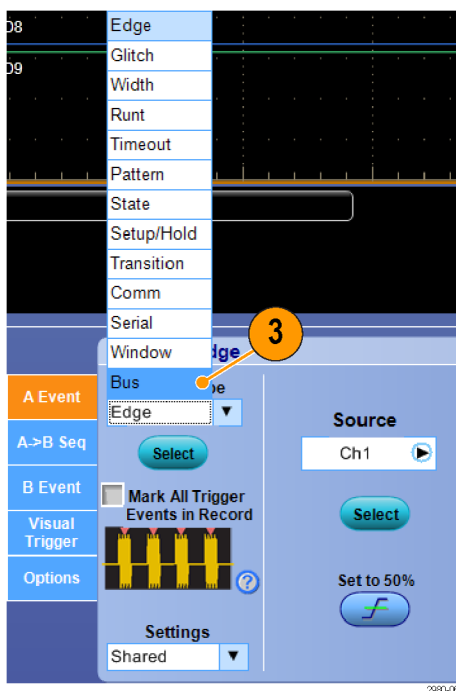 D8
Edge
Glitch
D9
Width
Runt
Timeout
Pattern
State
Setup/Hold
Transition
Comm
Serial
3
Window
Bus
A Event
Edge
Source
A->B Seq
Select
Ch1
B Event
Mark All Trigger
Events in Record
Select
Visual
Trigger
Options
Set to 50%
Settings
Shared